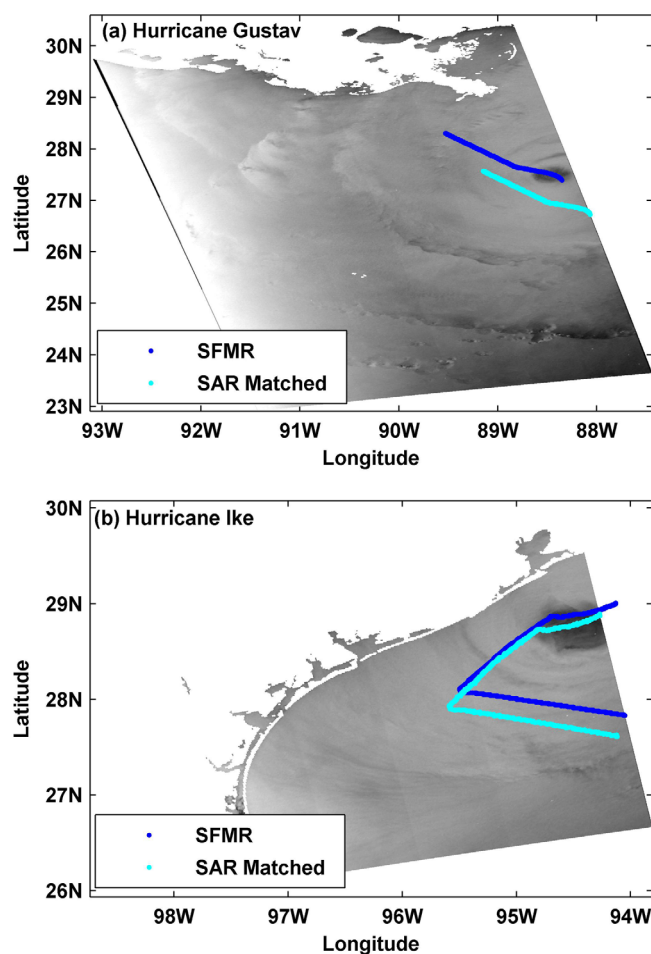 (a) Hurricane Gustav
30N
29N
28N
27N
26N
25N
24N
23N
Latitude
SFMR
SAR Matched
93W 92W 91W 90W 89W 88W
Longitude
(b) Hurricane Ike
30N
29N
28N
27N
26N
Latitude
SFMR
SAR Matched
98W 97W 96W 95W 94W
Longitude